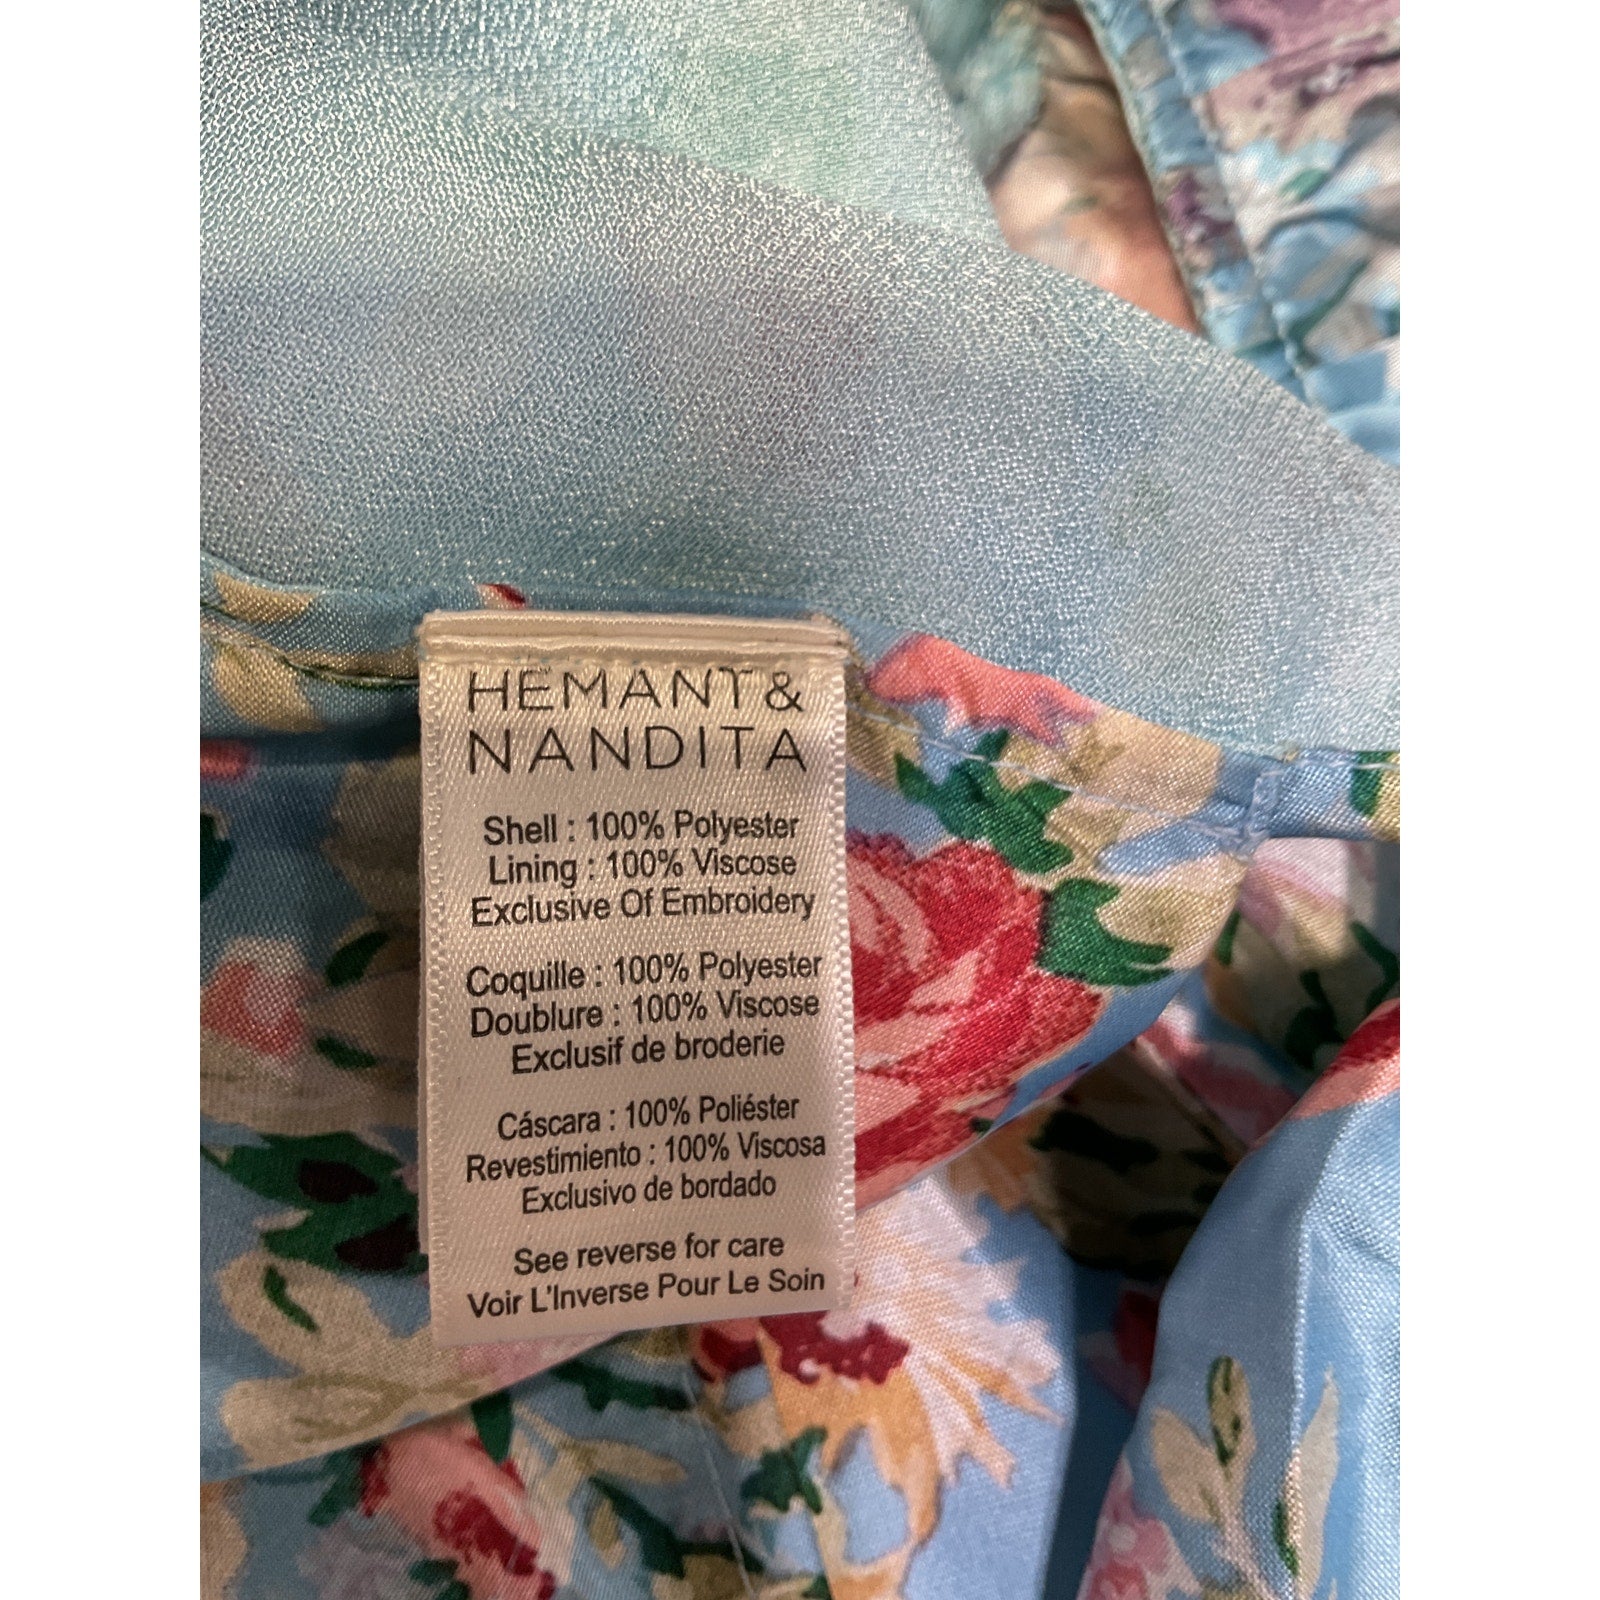 HEMANT &
NANDITA
Shell : 100% Polyester
Lining : 100% Viscose
Exclusive Of Embroidery
Coquille : 100% Polyester
Doublure : 100% Viscose
Exclusif de broderie
Cáscara : 100% Poliéster
Revestimiento : 100% Viscosa
Exclusivo de bordado
See reverse for care
Voir L'Inverse Pour Le Soin